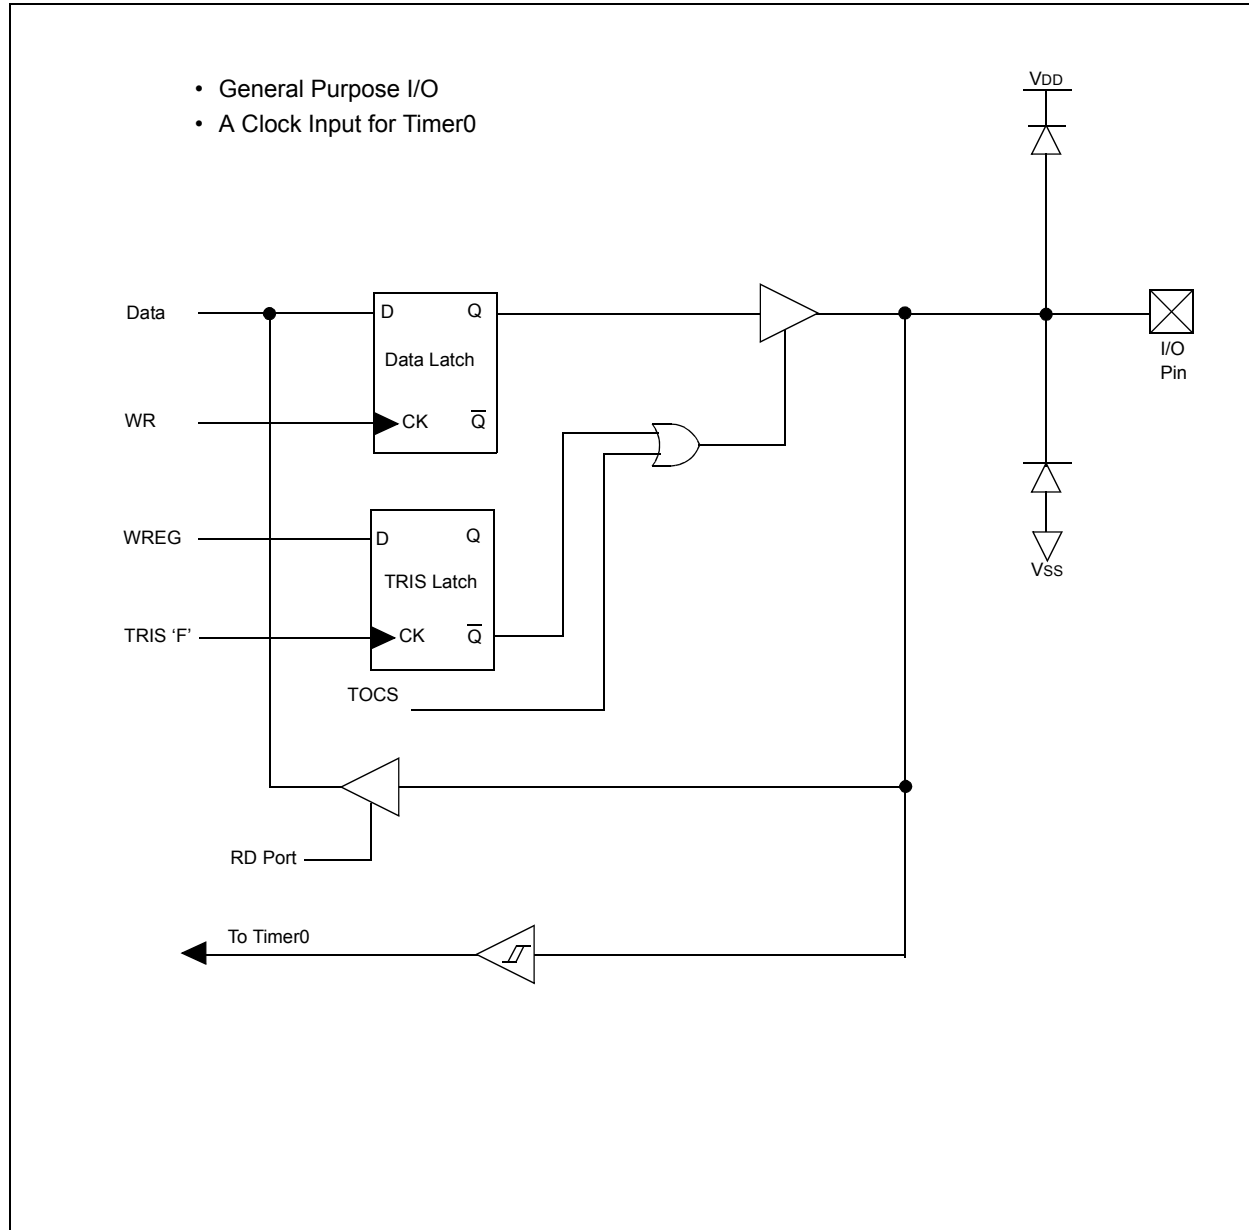 • General Purpose I/O
• A Clock Input for Timer0
VDD
Data
D
Q
Data Latch
WR
CK
Q̅
I/O
Pin
WREG
D
Q
TRIS Latch
TRIS ‘F’
CK
Q̅
VSS
TOCS
RD Port
To Timer0